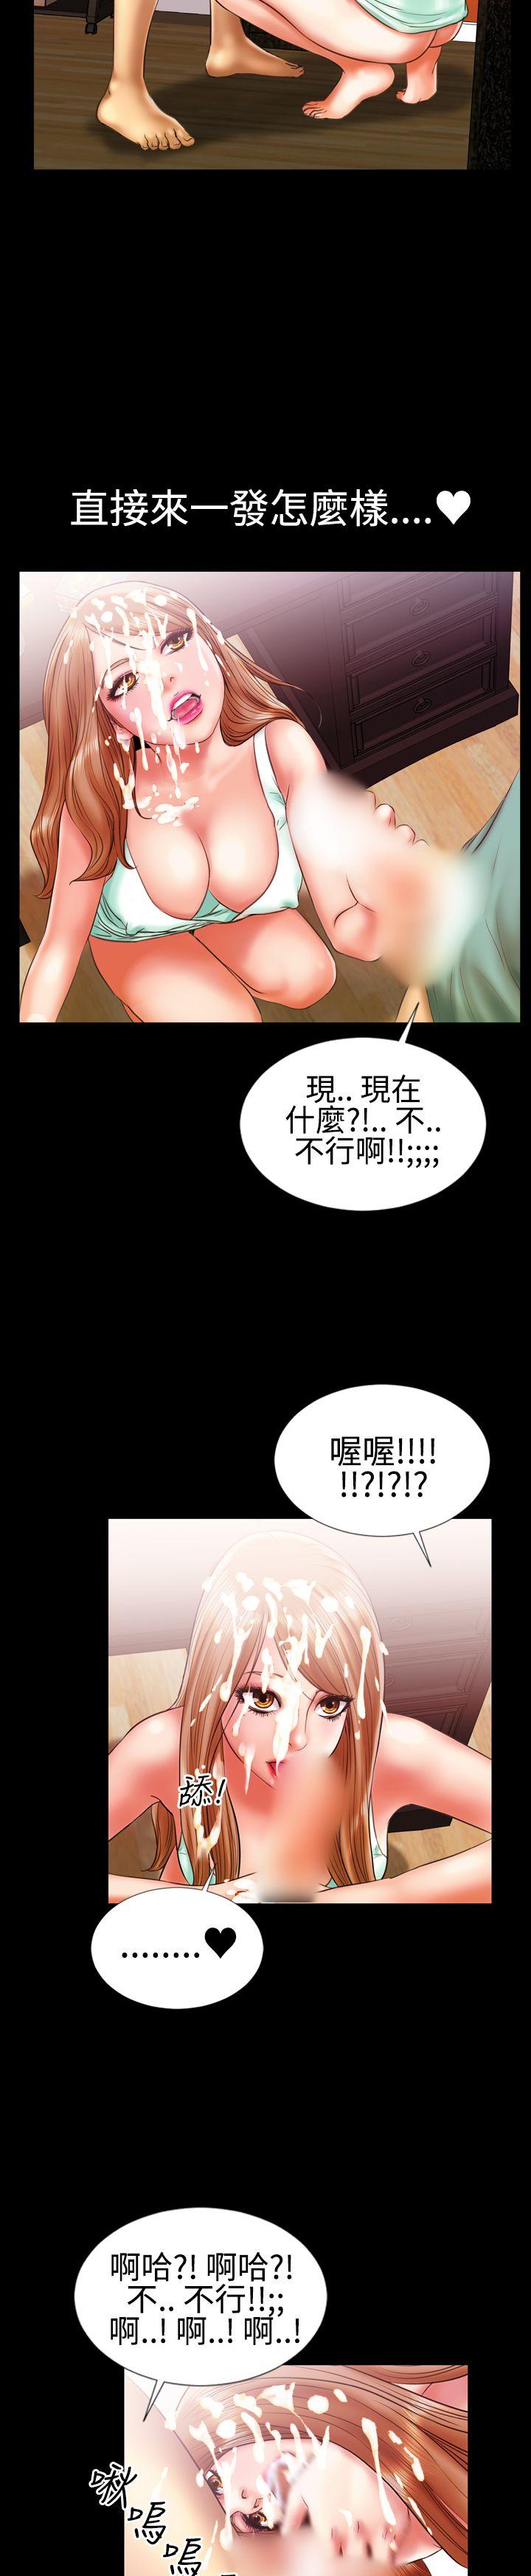 直接來一發怎麼樣....♥
現.. 現在
什麼?!.. 不..
不行啊!!;;;;
喔喔!!!!
!!?!?!?
舔!
........♥
啊哈?! 啊哈?!
不.. 不行!!;;
啊..! 啊..! 啊..!
啾
嗚
嗚